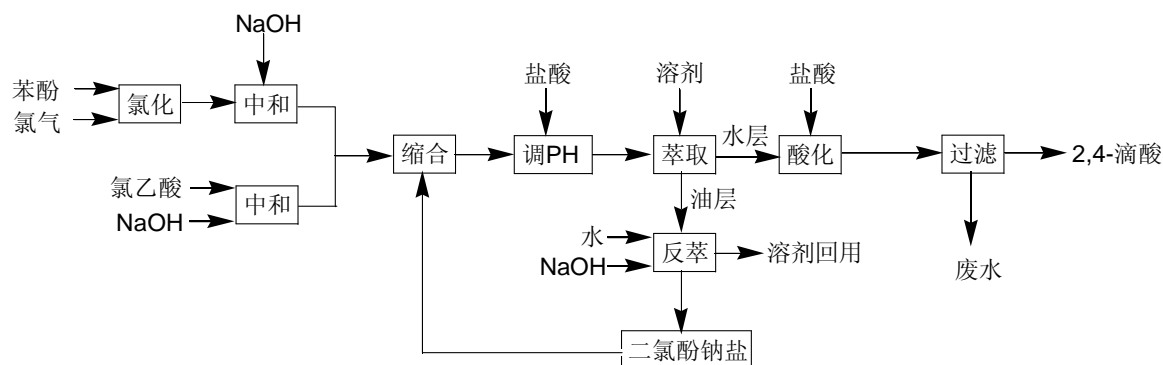 NaOH
盐酸
溶剂
盐酸
苯酚
氯气
氯化
中和
缩合
调PH
萃取
水层
酸化
过滤
2,4-滴酸
氯乙酸
NaOH
中和
油层
水
NaOH
反萃
溶剂回用
废水
二氯酚钠盐